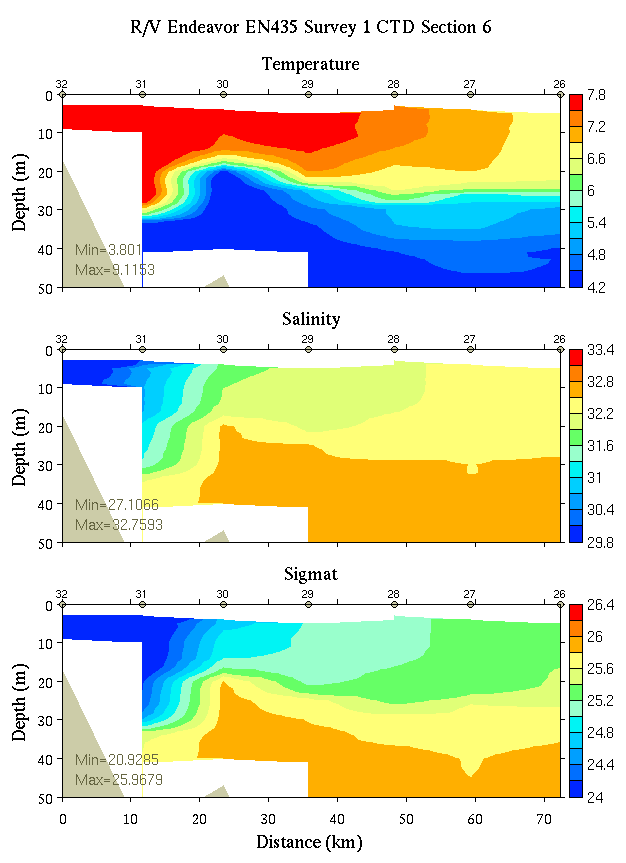 R/V Endeavor EN435 Survey 1 CTD Section 6
Temperature
32 31 30 29 28 27 26
0
10
20
30
40
50
Depth (m)
Min=3.801
Max=9.1153
7.8
7.2
6.6
6
5.4
4.8
4.2
Salinity
32 31 30 29 28 27 26
0
10
20
30
40
50
Depth (m)
Min=27.1066
Max=32.7593
33.4
32.8
32.2
31.6
31
30.4
29.8
Sigmat
32 31 30 29 28 27 26
0
10
20
30
40
50
Depth (m)
Min=20.9285
Max=25.9679
26.4
26
25.6
25.2
24.8
24.4
24
0 10 20 30 40 50 60 70
Distance (km)